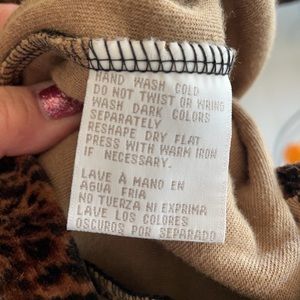 HAND WASH COLD
DO NOT TWIST OR WRING
WASH DARK COLORS
SEPARATELY
RESHAPE DRY FLAT
PRESS WITH WARM IRON
IF NECESSARY.
LAVE À MANO EN
AGUA FRIA
NO TUERZA NI EXPRIMA
LAVE LOS COLORES
OSCUROS POR SEPARADO